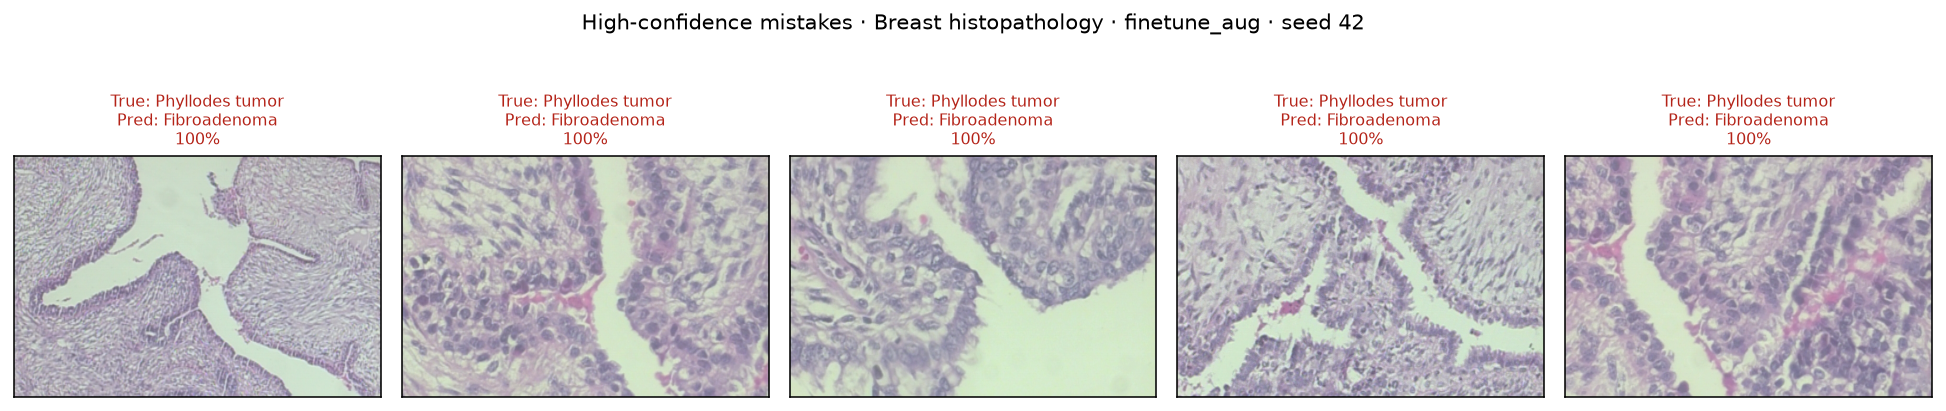 High-confidence mistakes · Breast histopathology · finetune_aug · seed 42
True: Phyllodes tumor
Pred: Fibroadenoma
100%
True: Phyllodes tumor
Pred: Fibroadenoma
100%
True: Phyllodes tumor
Pred: Fibroadenoma
100%
True: Phyllodes tumor
Pred: Fibroadenoma
100%
True: Phyllodes tumor
Pred: Fibroadenoma
100%